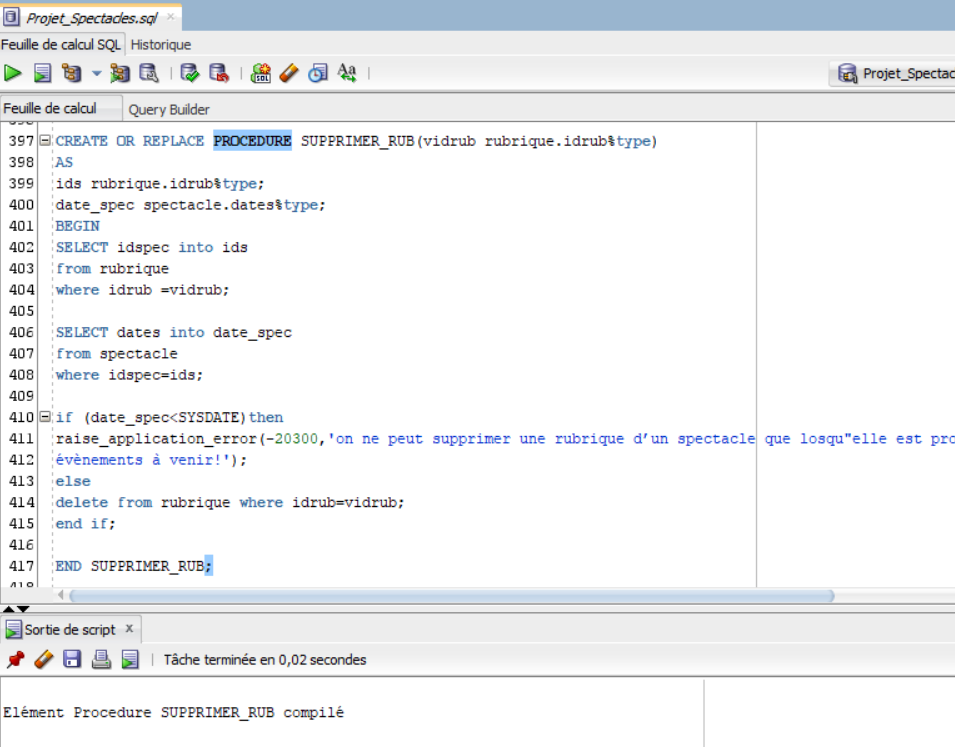 Projet_Spectacles.sql ×
Feuille de calcul SQL Historique
Projet_Spectac
Feuille de calcul Query Builder
397 CREATE OR REPLACE PROCEDURE SUPPRIMER_RUB(vidrub rubrique.idrub%type)
398 AS
399 ids rubrique.idrub%type;
400 date_spec spectacle.dates%type;
401 BEGIN
402 SELECT idspec into ids
403 from rubrique
404 where idrub =vidrub;
405
406 SELECT dates into date_spec
407 from spectacle
408 where idspec=ids;
409
410 if (date_spec<SYSDATE)then
411 raise_application_error(-20300,'on ne peut supprimer une rubrique d’un spectacle que losqu"elle est pro
412 évènements à venir!');
413 else
414 delete from rubrique where idrub=vidrub;
415 end if;
416
417 END SUPPRIMER_RUB;
Sortie de script x
Tâche terminée en 0,02 secondes
Elément Procedure SUPPRIMER_RUB compilé